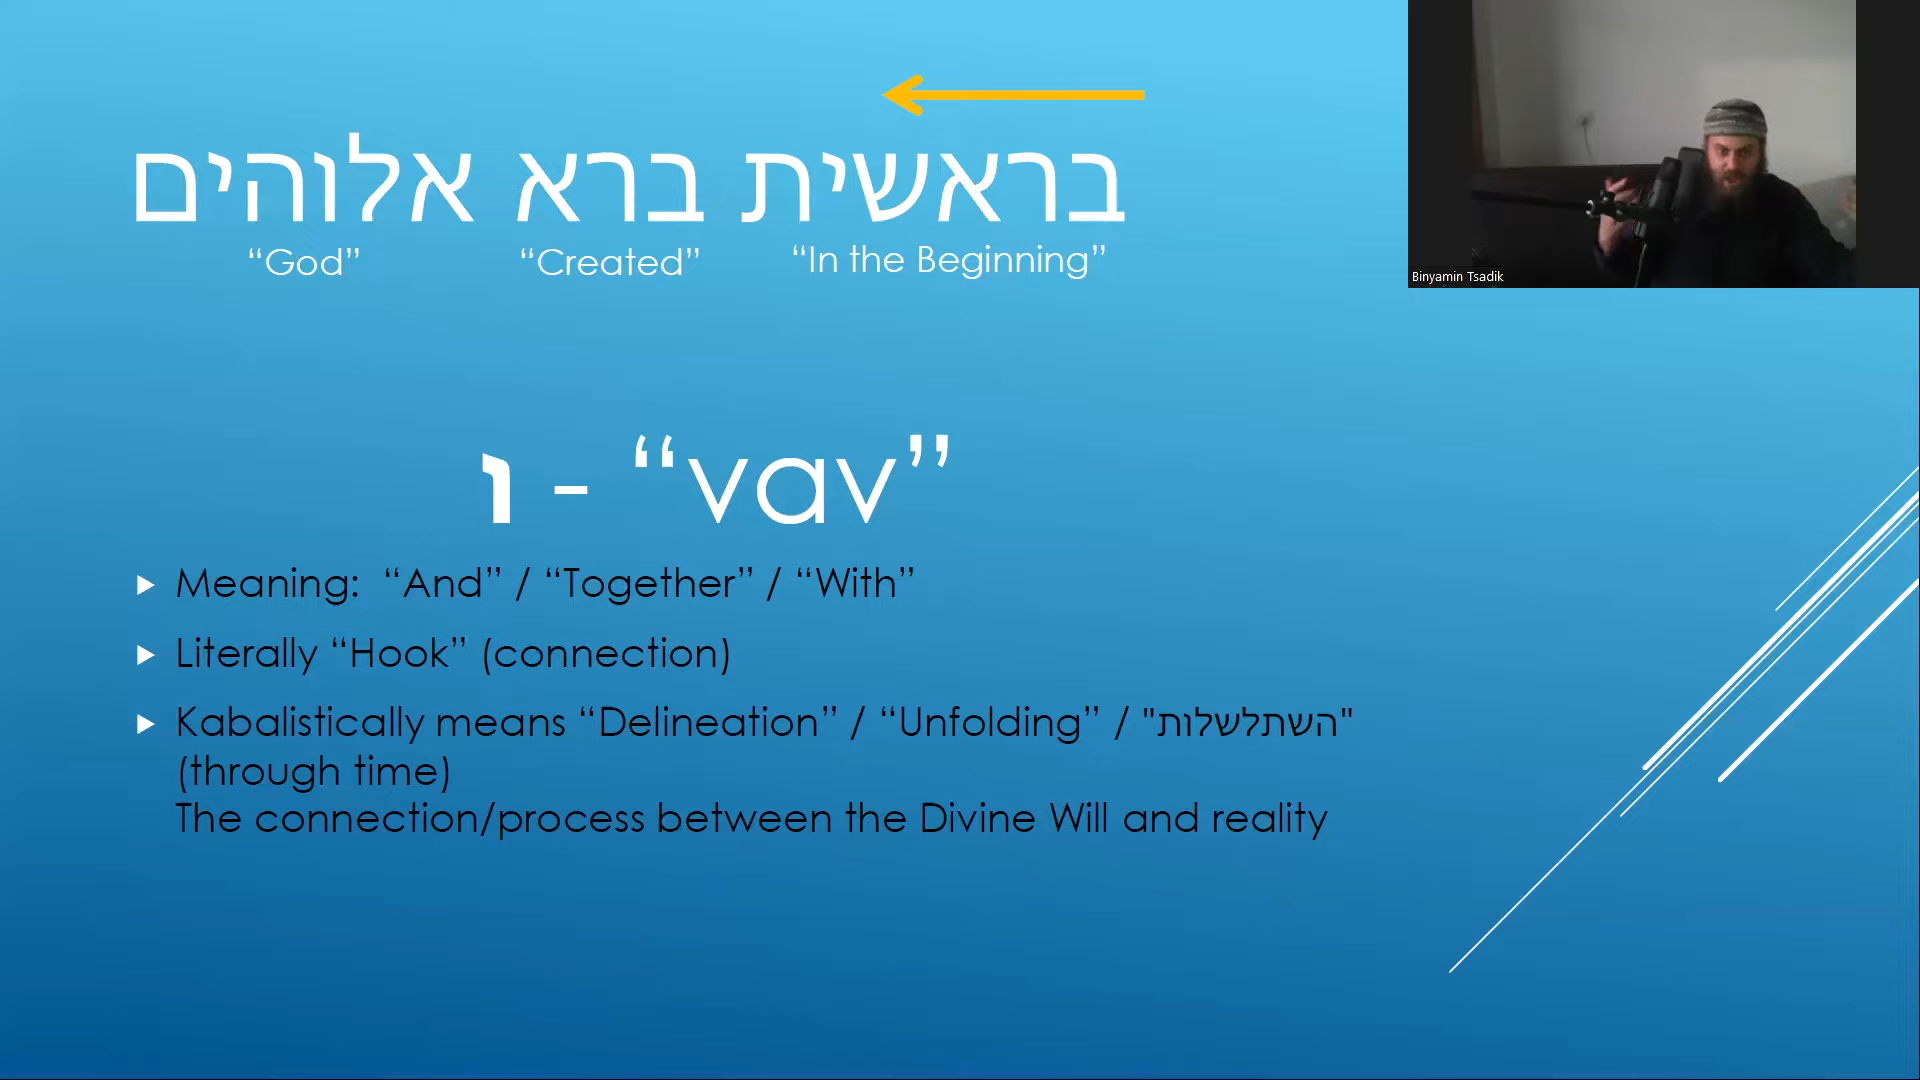 בראשית ברא אלוהים
“God” “Created” “In the Beginning”
Binyamin Tsadik
ו - “vav”
Meaning: “And” / “Together” / “With”
Literally “Hook” (connection)
Kabalistically means “Delineation” / “Unfolding” / "השתלשלות"
(through time)
The connection/process between the Divine Will and reality